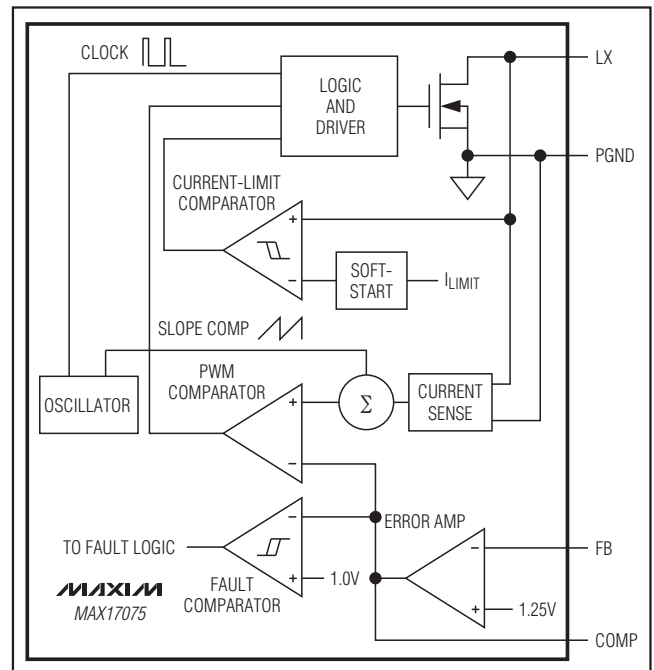 CLOCK
LX
LOGIC
AND
DRIVER
PGND
CURRENT-LIMIT
COMPARATOR
+
−
SOFT-
START
ILIMIT
SLOPE COMP
PWM
COMPARATOR
OSCILLATOR
+
Σ
CURRENT
SENSE
−
ERROR AMP
−
TO FAULT LOGIC
−
FB
+
1.0V
FAULT
COMPARATOR
MAXIM
MAX17075
+
1.25V
COMP